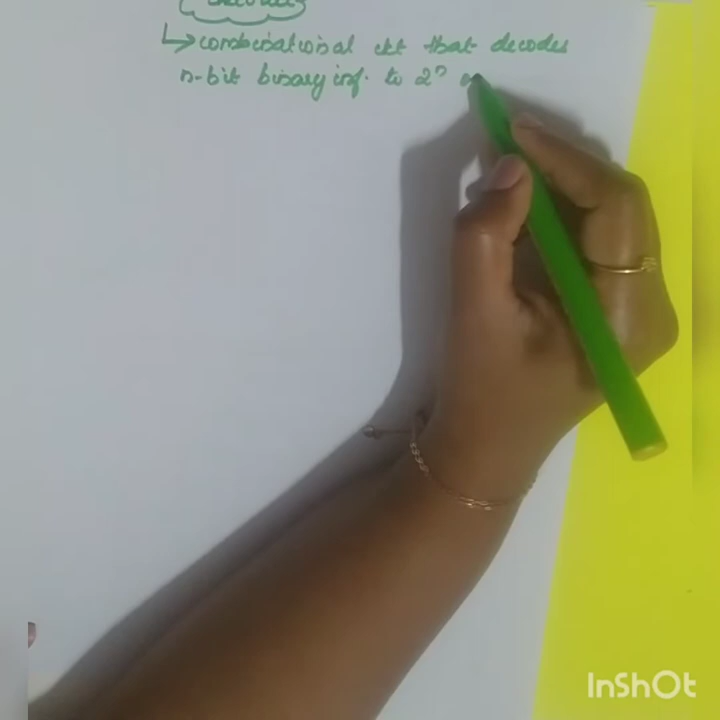 ↳ combinational ckt that decodes
n-bit binary inf. to 2ⁿ
InShOt